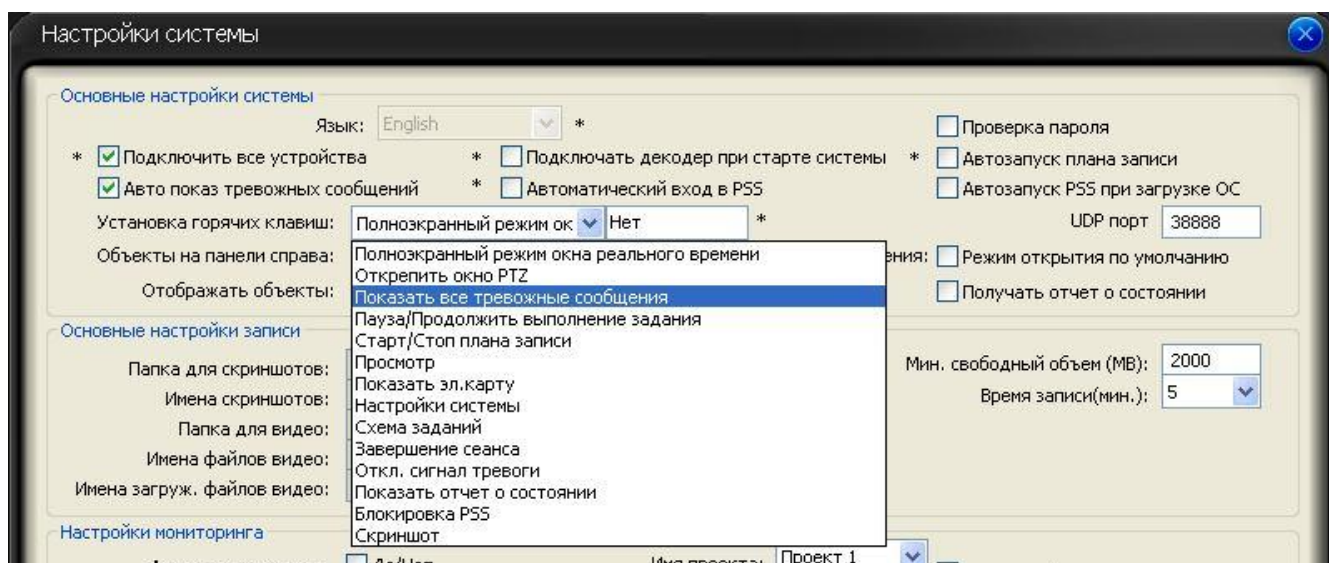 Настройки системы
Основные настройки системы
Язык: English *
Проверка пароля
* Подключить все устройства * Подключать декодер при старте системы * Автозапуск плана записи
Авто показ тревожных сообщений * Автоматический вход в PSS Автозапуск PSS при загрузке ОС
Установка горячих клавиш: Полноэкранный режим ок Нет * UDP порт 38888
Объекты на панели справа: Режим открытия по умолчанию
Отображать объекты: Получать отчет о состоянии
Полноэкранный режим окна реального времени
Открепить окно PTZ
Показать все тревожные сообщения
Пауза/Продолжить выполнение задания
Старт/Стоп плана записи
Просмотр
Показать эл.карту
Настройки системы
Схема заданий
Завершение сеанса
Откл. сигнал тревоги
Показать отчет о состоянии
Блокировка PSS
Скриншот
Основные настройки записи
Папка для скриншотов: Мин. свободный объем (МВ): 2000
Имена скриншотов: Время записи(мин.): 5
Папка для видео:
Имена файлов видео:
Имена загруж. файлов видео:
Настройки мониторинга
Проект 1